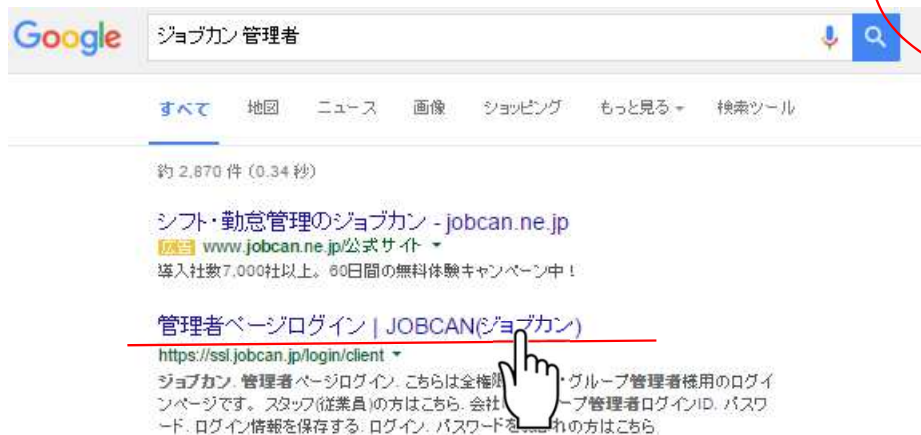 Google ジョブカン 管理者
すべて 地図 ニュース 画像 ショッピング もっと見る 検索ツール
約 2,870 件 (0.34 秒)
シフト・勤怠管理のジョブカン - jobcan.ne.jp
広告 www.jobcan.ne.jp/公式サイト
導入社数7,000社以上。60日間の無料体験キャンペーン中！
管理者ページログイン | JOBCAN(ジョブカン)
https://ssl.jobcan.jp/login/client
ジョブカン. 管理者ページログイン. こちらは全権限 ・グループ管理者様用のログイ
ンページです。 スタッフ(従業員)の方はこちら. 会社 ープ管理者ログインID. パスワ
ード. ログイン情報を保存する. ログイン. パスワードを れの方はこちら